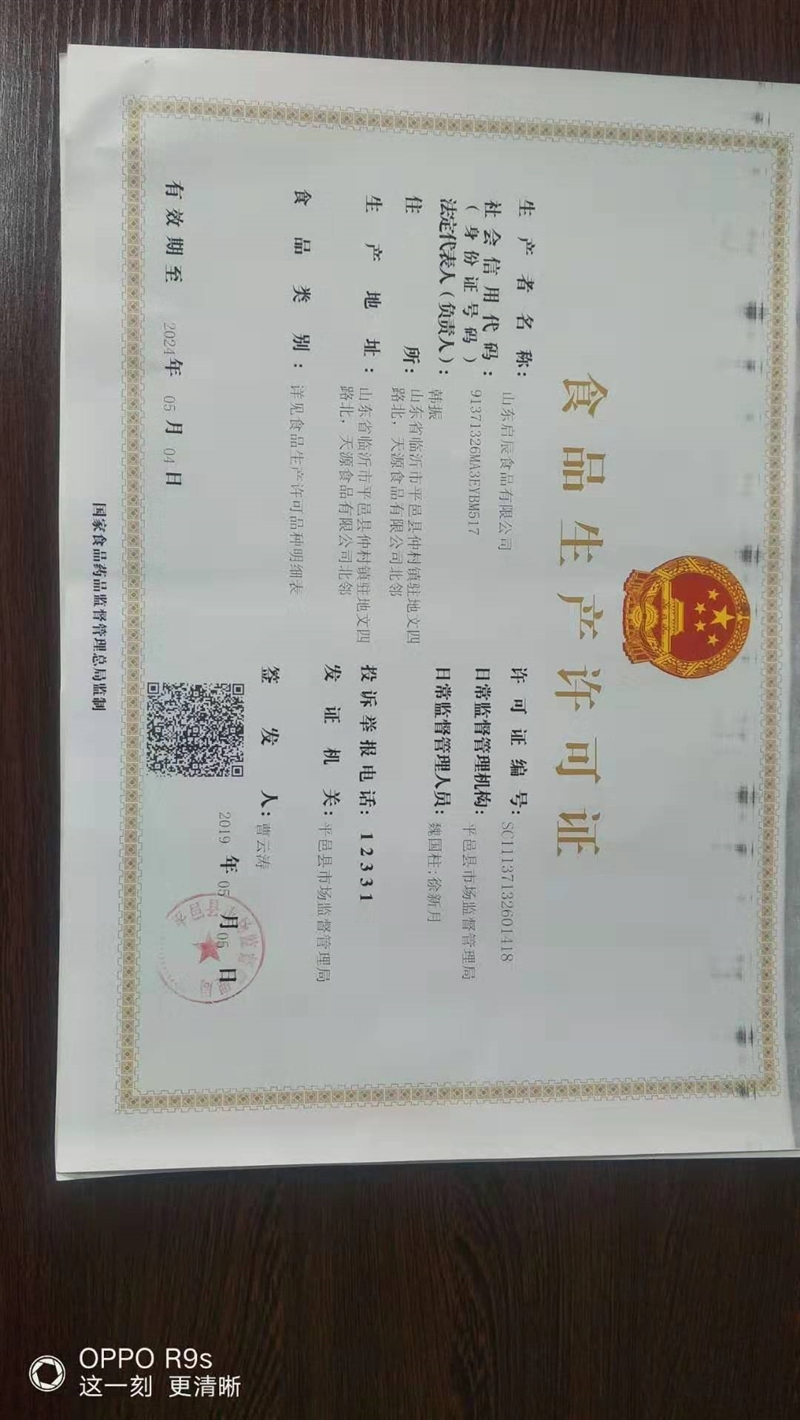 食品生产许可证
生产者名称：山东启辰食品有限公司
社会信用代码：91371326MA3EYBM517
（身份证号码）
法定代表人（负责人）：韩振
住所：山东省临沂市平邑县仲村镇驻地文四
路北，天源食品有限公司北邻
生产地址：山东省临沂市平邑县仲村镇驻地文四
路北，天源食品有限公司北邻
食品类别：详见食品生产许可品种明细表
有效期至 2024年 05 月 04 日
许可证编号：SC11137132601418
日常监督管理机构：平邑县市场监督管理局
日常监督管理人员：魏国柱;徐新月
投诉举报电话：12331
发证机关：平邑县市场监督管理局
签发人：曹云涛
2019 年 05 月 05 日
国家食品药品监督管理总局监制
OPPO R9s
这一刻 更清晰